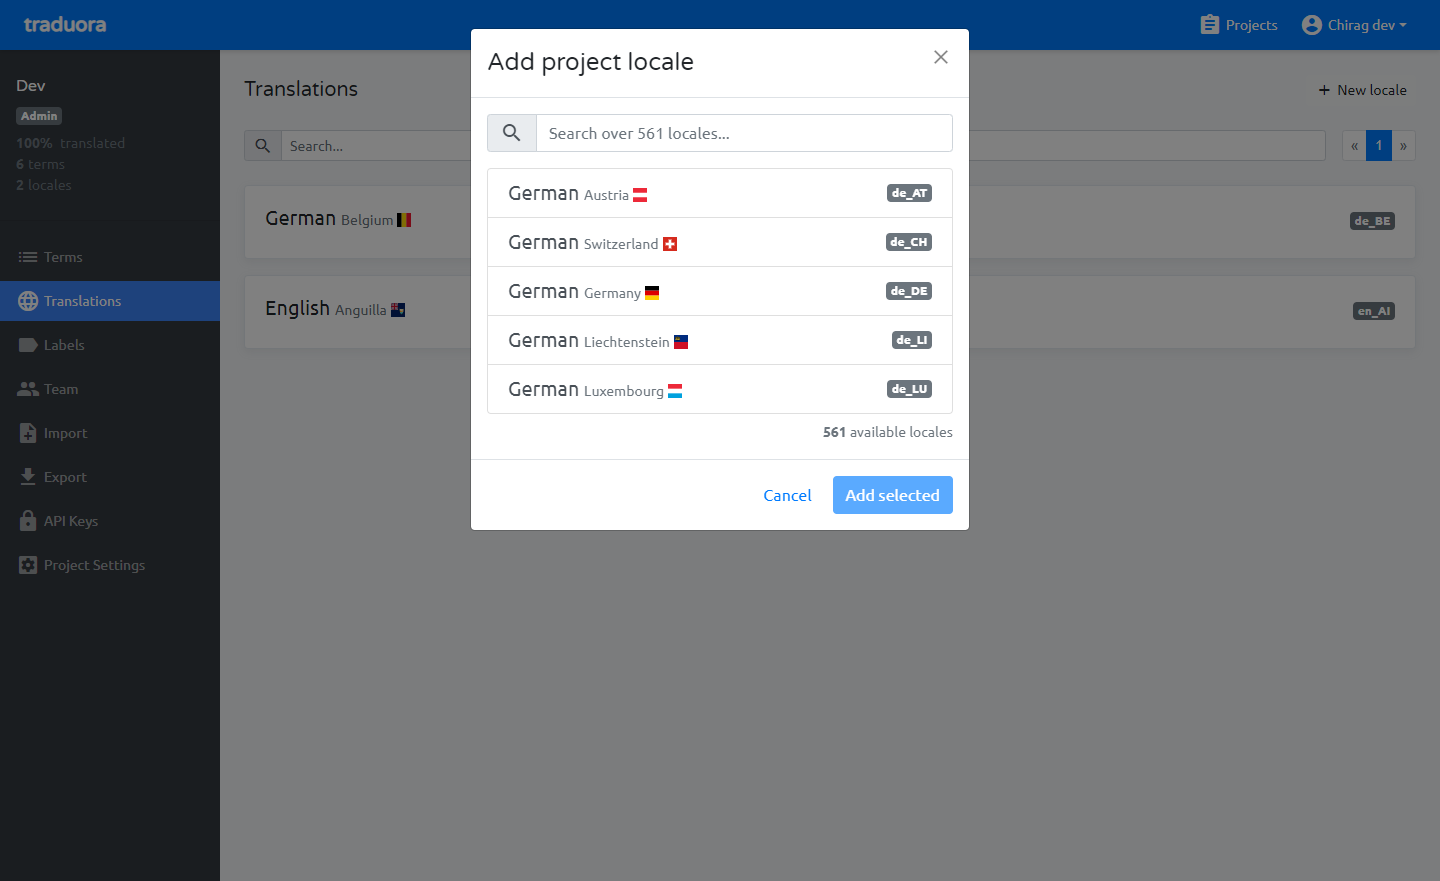 traduora
Projects
Chirag dev
Dev
Admin
100% translated
6 terms
2 locales
Terms
Translations
Labels
Team
Import
Export
API Keys
Project Settings
Translations
+ New locale
Search...
« 1 »
German Belgium de_BE
English Anguilla en_AI
Add project locale
×
Search over 561 locales...
German Austria de_AT
German Switzerland de_CH
German Germany de_DE
German Liechtenstein de_LI
German Luxembourg de_LU
561 available locales
Cancel
Add selected